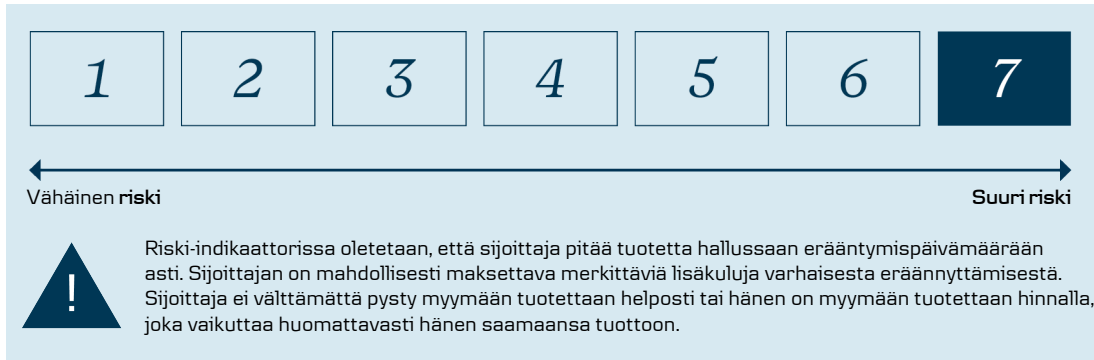 1 2 3 4 5 6 7
Vähäinen riski Suuri riski
Riski-indikaattorissa oletetaan, että sijoittaja pitää tuotetta hallussaan erääntymispäivämäärään
asti. Sijoittajan on mahdollisesti maksettava merkittäviä lisäkuluja varhaisesta eräännyttämisestä.
Sijoittaja ei välttämättä pysty myymään tuotettaan helposti tai hänen on myymään tuotettaan hinnalla,
joka vaikuttaa huomattavasti hänen saamaansa tuottoon.
!